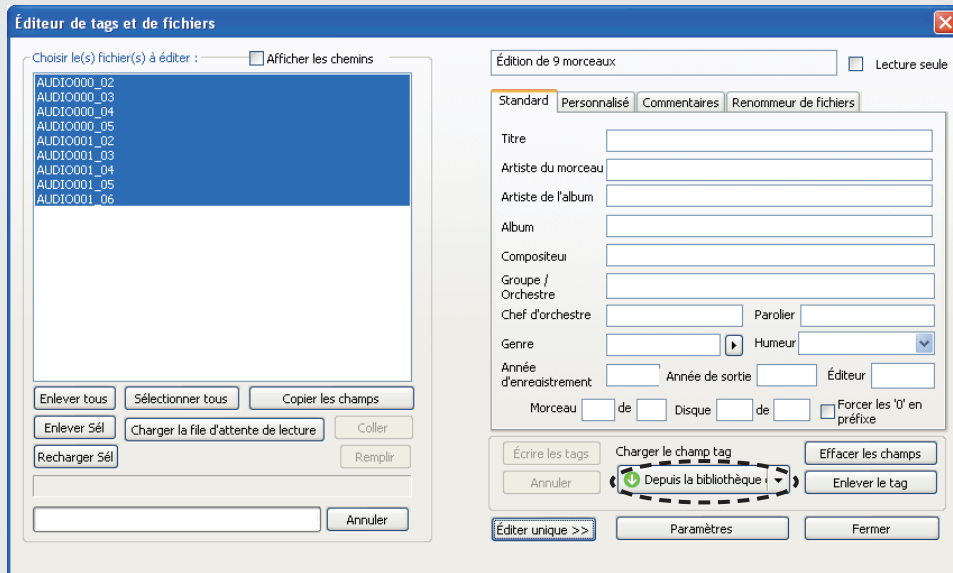 Éditeur de tags et de fichiers
Choisir le(s) fichier(s) à éditer :
Afficher les chemins
AUDIO000_02
AUDIO000_03
AUDIO000_04
AUDIO000_05
AUDIO001_02
AUDIO001_03
AUDIO001_04
AUDIO001_05
AUDIO001_06
Enlever tous
Sélectionner tous
Copier les champs
Enlever Sél
Charger la file d'attente de lecture
Coller
Recharger Sél
Remplir
Annuler
Édition de 9 morceaux
Lecture seule
Standard
Personnalisé
Commentaires
Renommeur de fichiers
Titre
Artiste du morceau
Artiste de l'album
Album
Compositeur
Groupe /
Orchestre
Chef d'orchestre
Parolier
Genre
Humeur
Année
d'enregistrement
Année de sortie
Éditeur
Morceau
de
Disque
de
Forcer les '0' en
préfixe
Écrire les tags
Charger le champ tag
Effacer les champs
Annuler
Depuis la bibliothèque
Enlever le tag
Éditer unique >>
Paramètres
Fermer